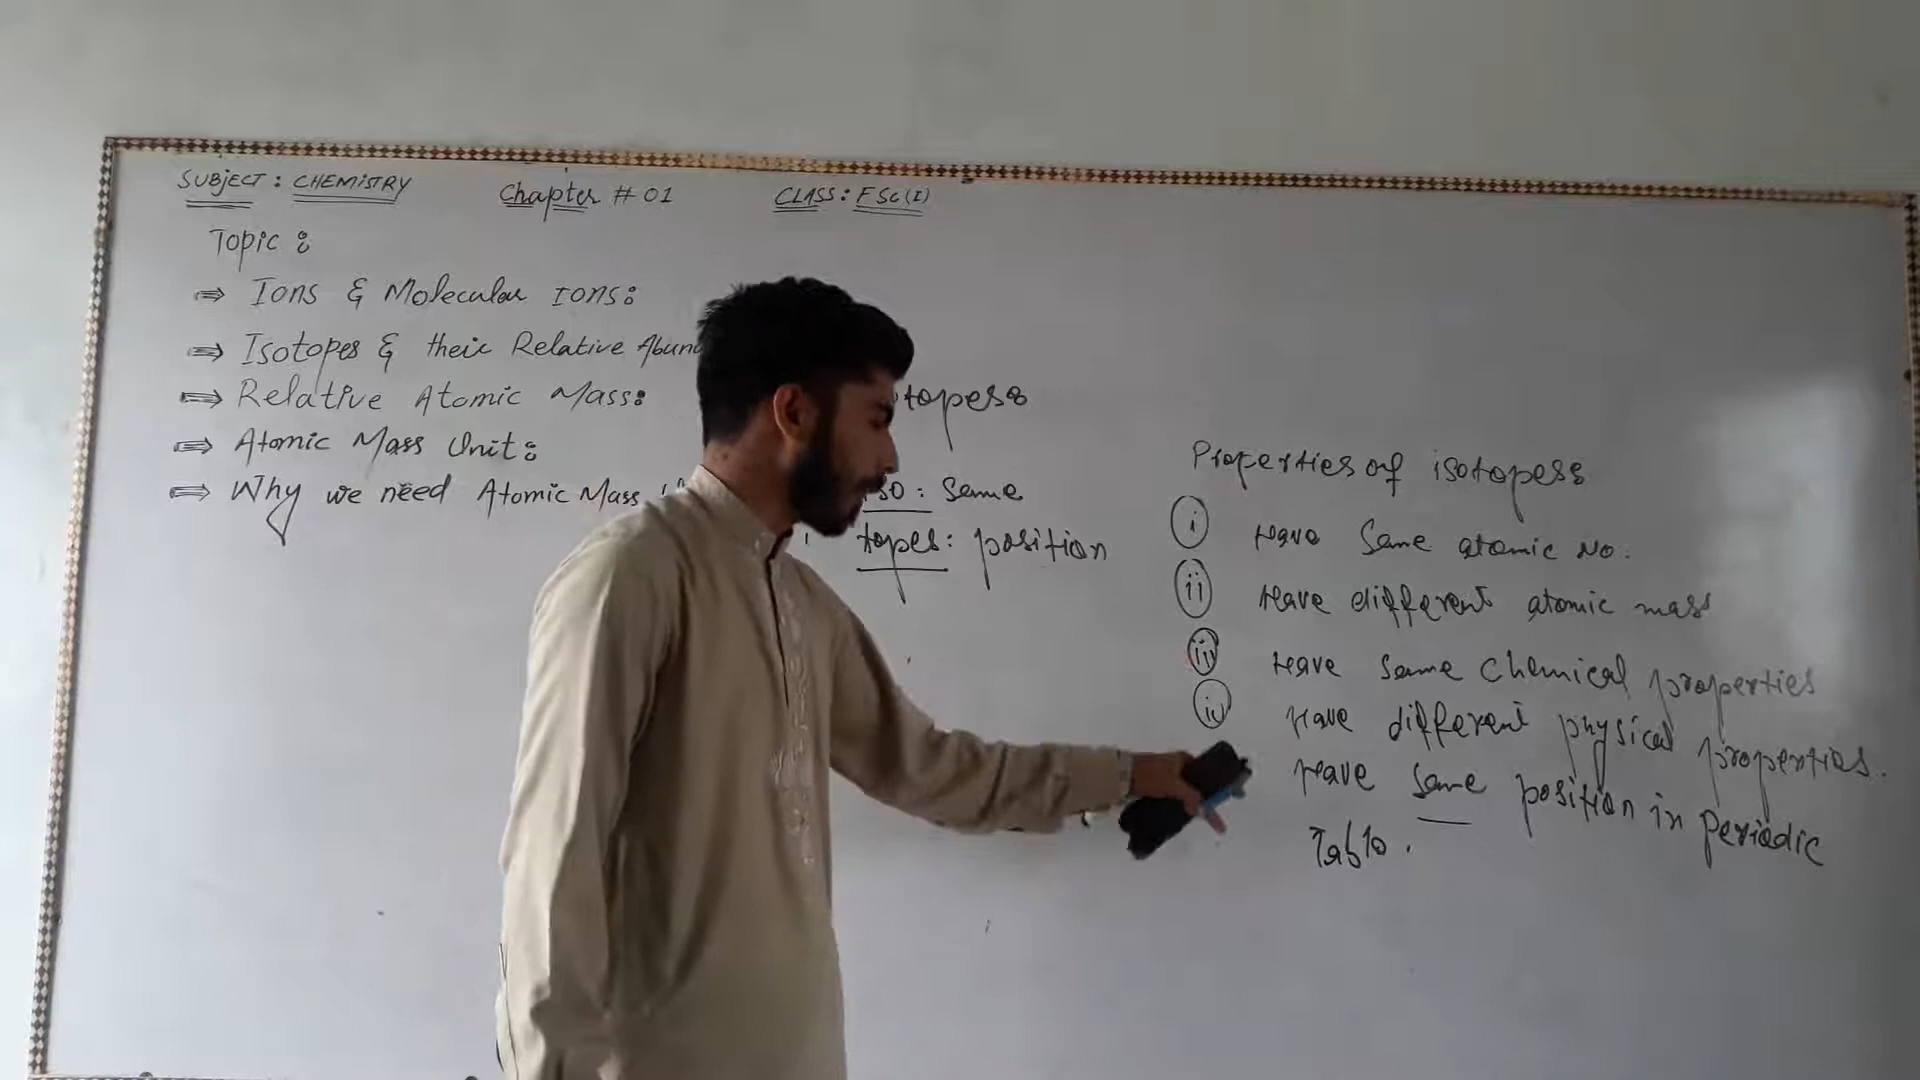 SUBJECT : CHEMISTRY Chapter # 01 CLASS : FSC (I)
Topic :
⇒ Ions & Molecular Ions:
⇒ Isotopes & their Relative Abun
⇒ Relative Atomic Mass:
⇒ Atomic Mass Unit:
⇒ Why we need Atomic Mass
topes:
iso : Same
topes : position
Properties of isotopes:
i Have Same atomic No.
ii Have different atomic mass
iii Have same Chemical properties
iv Have different physical properties.
Have same position in Periodic
Table.